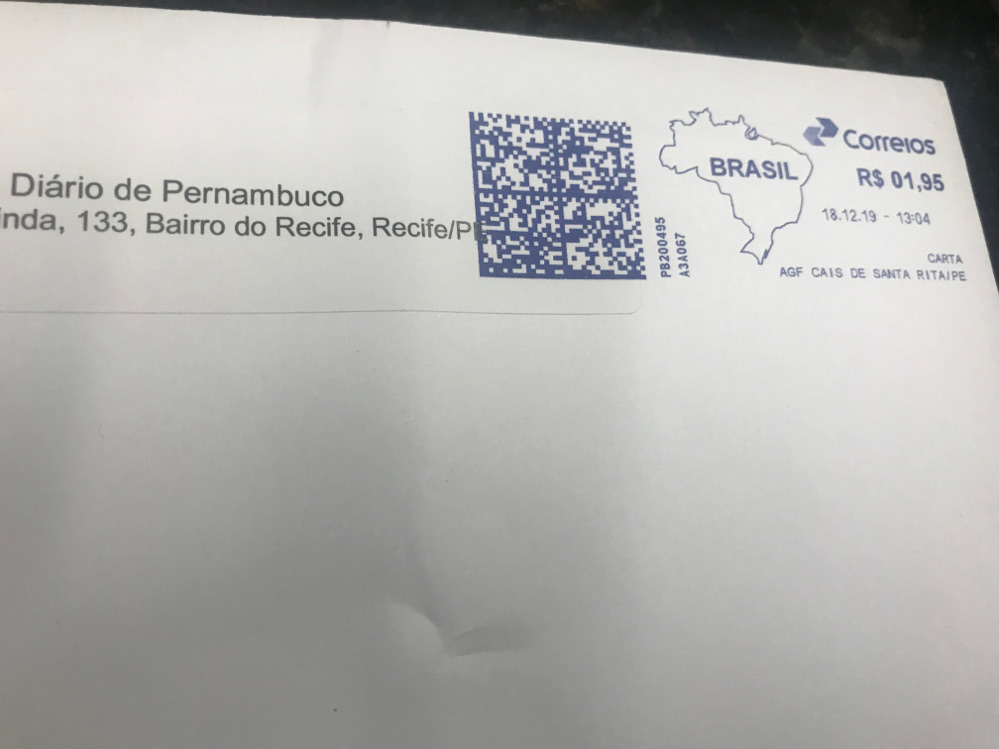 Diário de Pernambuco
inda, 133, Bairro do Recife, Recife/PE
PB200495
A3A067
BRASIL
Correios
R$ 01,95
18.12.19 - 13:04
CARTA
AGF CAIS DE SANTA RITA/PE